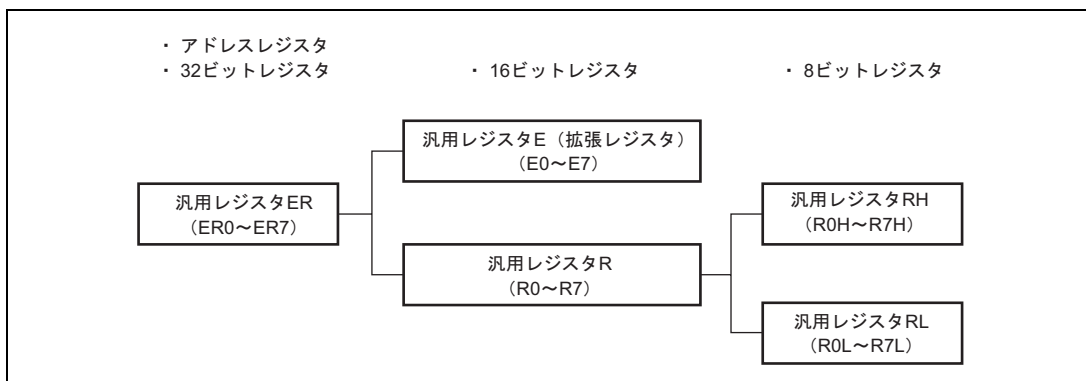 ・ アドレスレジスタ
・ 32ビットレジスタ
・ 16ビットレジスタ
・ 8ビットレジスタ
汎用レジスタER
(ER0～ER7)
汎用レジスタE（拡張レジスタ）
(E0～E7)
汎用レジスタR
(R0～R7)
汎用レジスタRH
(R0H～R7H)
汎用レジスタRL
(R0L～R7L)